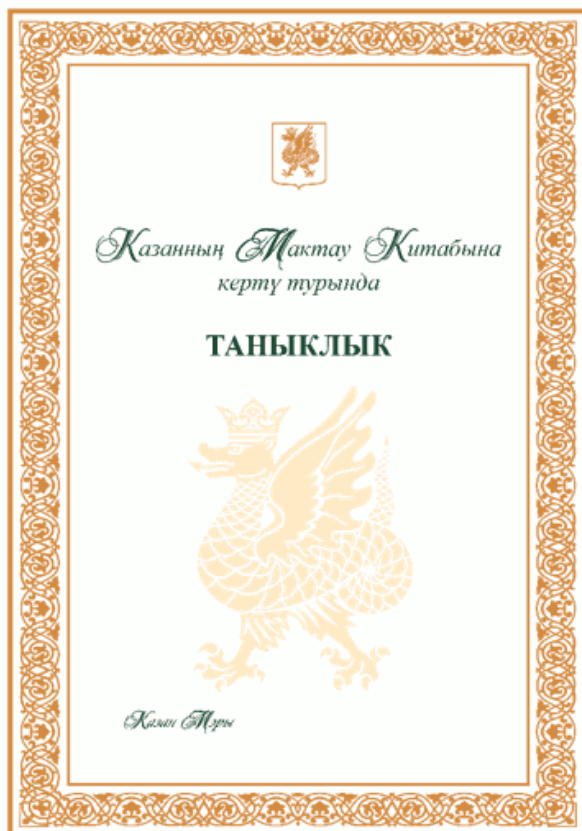 Казанның Мактау Китабына
кертү турында
ТАНЫКЛЫК
Казан Мэры